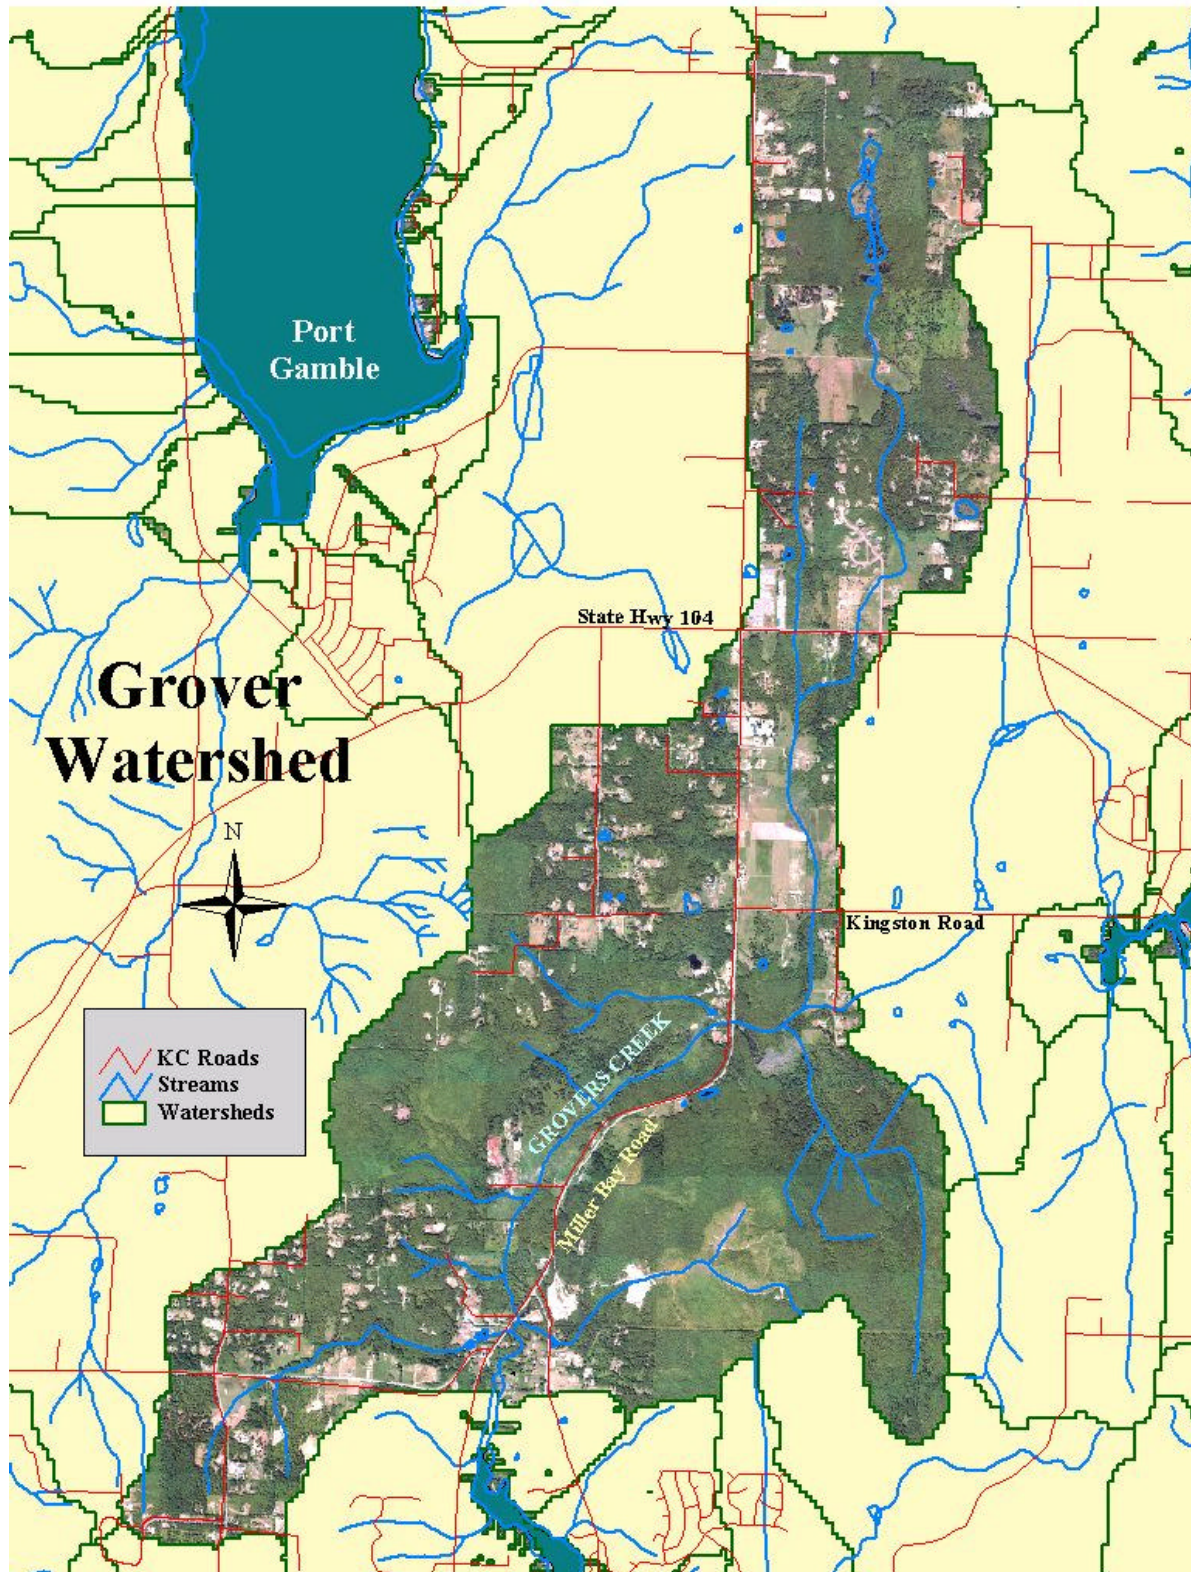 Port
Gamble
State Hwy 104
Grover
Watershed
N
Kingston Road
KC Roads
Streams
Watersheds
GROVERS CREEK
Miller Bay Road